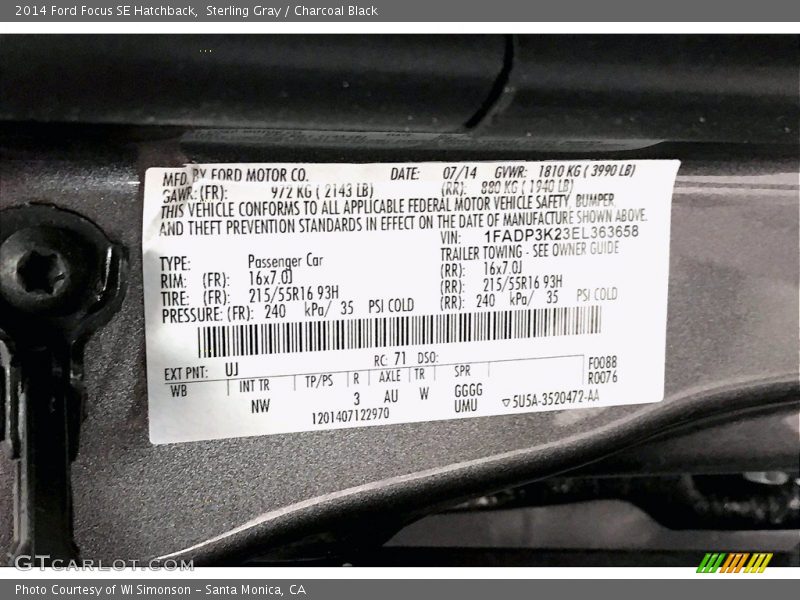 2014 Ford Focus SE Hatchback,  Sterling Gray / Charcoal Black
MFD. BY FORD MOTOR CO. DATE: 07/14 GVWR: 1810 KG ( 3990 LB)
GAWR: (FR): 972 KG ( 2143 LB) (RR): 880 KG ( 1940 LB)
THIS VEHICLE CONFORMS TO ALL APPLICABLE FEDERAL MOTOR VEHICLE SAFETY, BUMPER,
AND THEFT PREVENTION STANDARDS IN EFFECT ON THE DATE OF MANUFACTURE SHOWN ABOVE.
VIN: 1FADP3K23EL363658
TRAILER TOWING - SEE OWNER GUIDE
TYPE: Passenger Car
RIM: (FR): 16x7.0J (RR): 16x7.0J
TIRE: (FR): 215/55R16 93H (RR): 215/55R16 93H
PRESSURE: (FR): 240 kPa/ 35 PSI COLD (RR): 240 kPa/ 35 PSI COLD
EXT PNT: UJ RC: 71 DSO:
WB INT TR TP/PS R AXLE TR SPR F0088
R0076
NW 3 AU W GGGG
UMU
1201407122970
▽5U5A-3520472-AA
GTCARLOT.COM
Photo Courtesy of WI Simonson - Santa Monica, CA